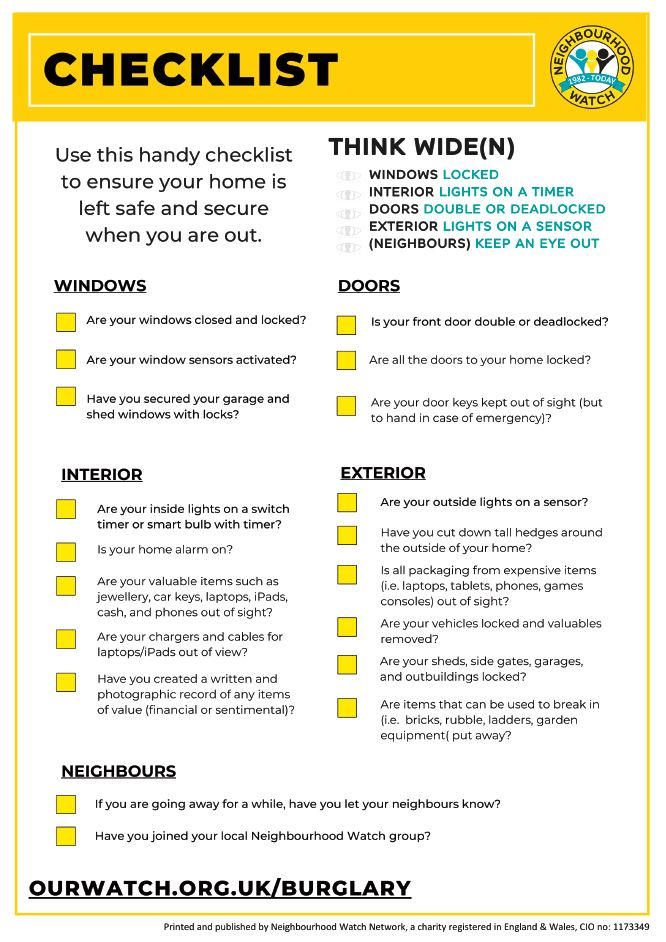 CHECKLIST
NEIGHBOURHOOD
1982 - TODAY
WATCH
Use this handy checklist
to ensure your home is
left safe and secure
when you are out.
THINK WIDE(N)
WINDOWS LOCKED
INTERIOR LIGHTS ON A TIMER
DOORS DOUBLE OR DEADLOCKED
EXTERIOR LIGHTS ON A SENSOR
(NEIGHBOURS) KEEP AN EYE OUT
WINDOWS
Are your windows closed and locked?
Are your window sensors activated?
Have you secured your garage and
shed windows with locks?
DOORS
Is your front door double or deadlocked?
Are all the doors to your home locked?
Are your door keys kept out of sight (but
to hand in case of emergency)?
INTERIOR
Are your inside lights on a switch
timer or smart bulb with timer?
Is your home alarm on?
Are your valuable items such as
jewellery, car keys, laptops, iPads,
cash, and phones out of sight?
Are your chargers and cables for
laptops/iPads out of view?
Have you created a written and
photographic record of any items
of value (financial or sentimental)?
EXTERIOR
Are your outside lights on a sensor?
Have you cut down tall hedges around
the outside of your home?
Is all packaging from expensive items
(i.e. laptops, tablets, phones, games
consoles) out of sight?
Are your vehicles locked and valuables
removed?
Are your sheds, side gates, garages,
and outbuildings locked?
Are items that can be used to break in
(i.e. bricks, rubble, ladders, garden
equipment( put away?
NEIGHBOURS
If you are going away for a while, have you let your neighbours know?
Have you joined your local Neighbourhood Watch group?
OURWATCH.ORG.UK/BURGLARY
Printed and published by Neighbourhood Watch Network, a charity registered in England & Wales, CIO no: 1173349